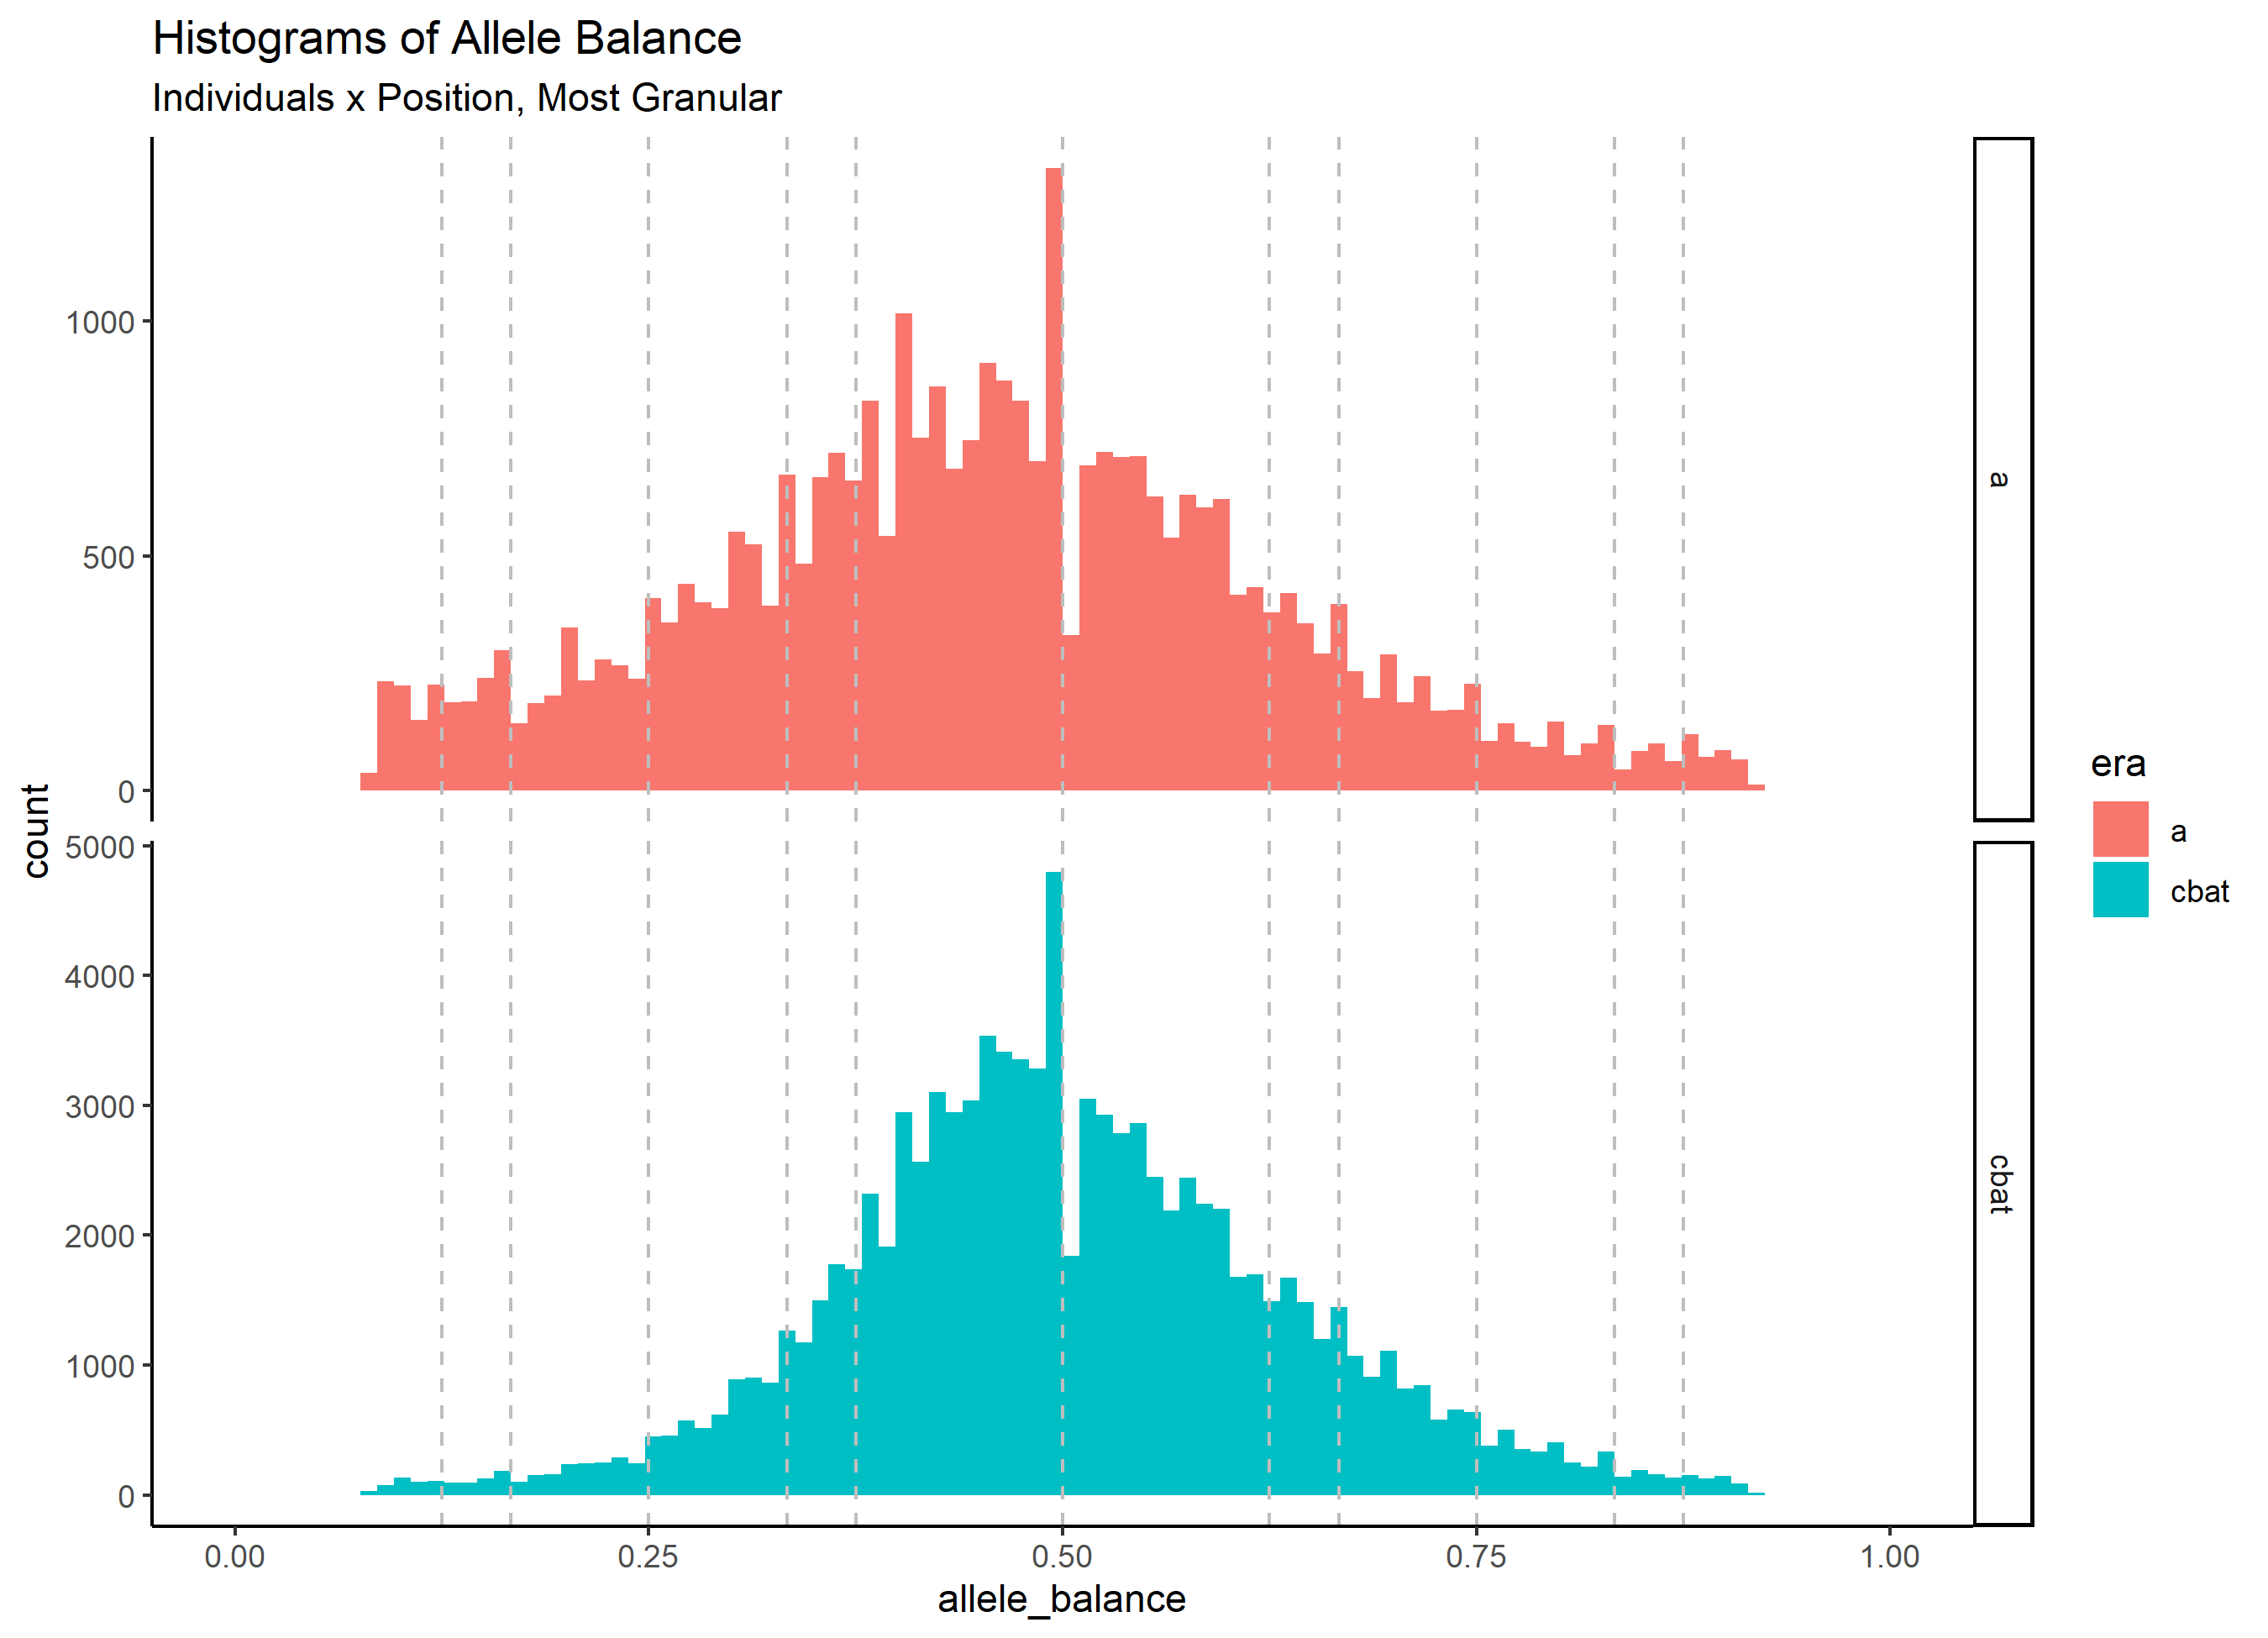 Histograms of Allele Balance
Individuals x Position, Most Granular
1000
500
0
a
5000
4000
3000
2000
1000
0
cbat
count
0.00 0.25 0.50 0.75 1.00
allele_balance
era
a
cbat